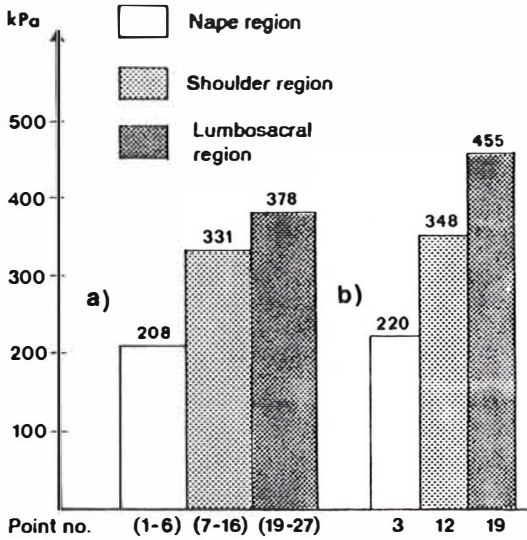 kPa
Nape region
Shoulder region
Lumbosacral
region
500
400
300
200
100
a)
208
331
378
b)
220
348
455
Point no. (1-6) (7-16) (19-27) 3 12 19